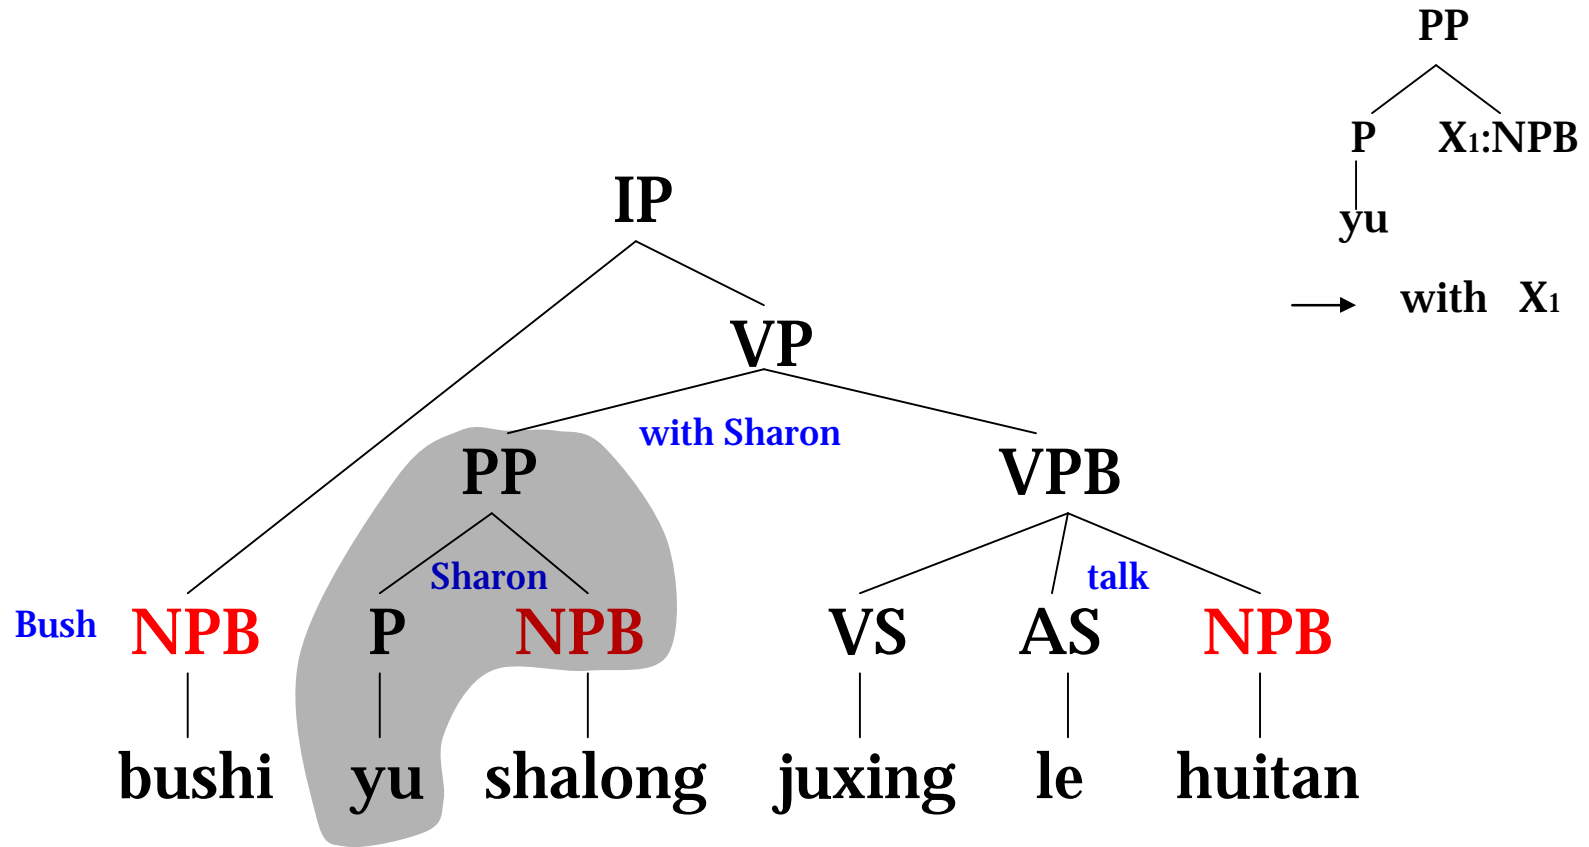 PP
P X1:NPB
yu
IP
with X1
VP
with Sharon
PP VPB
Sharon talk
Bush NPB P NPB VS AS NPB
bushi yu shalong juxing le huitan